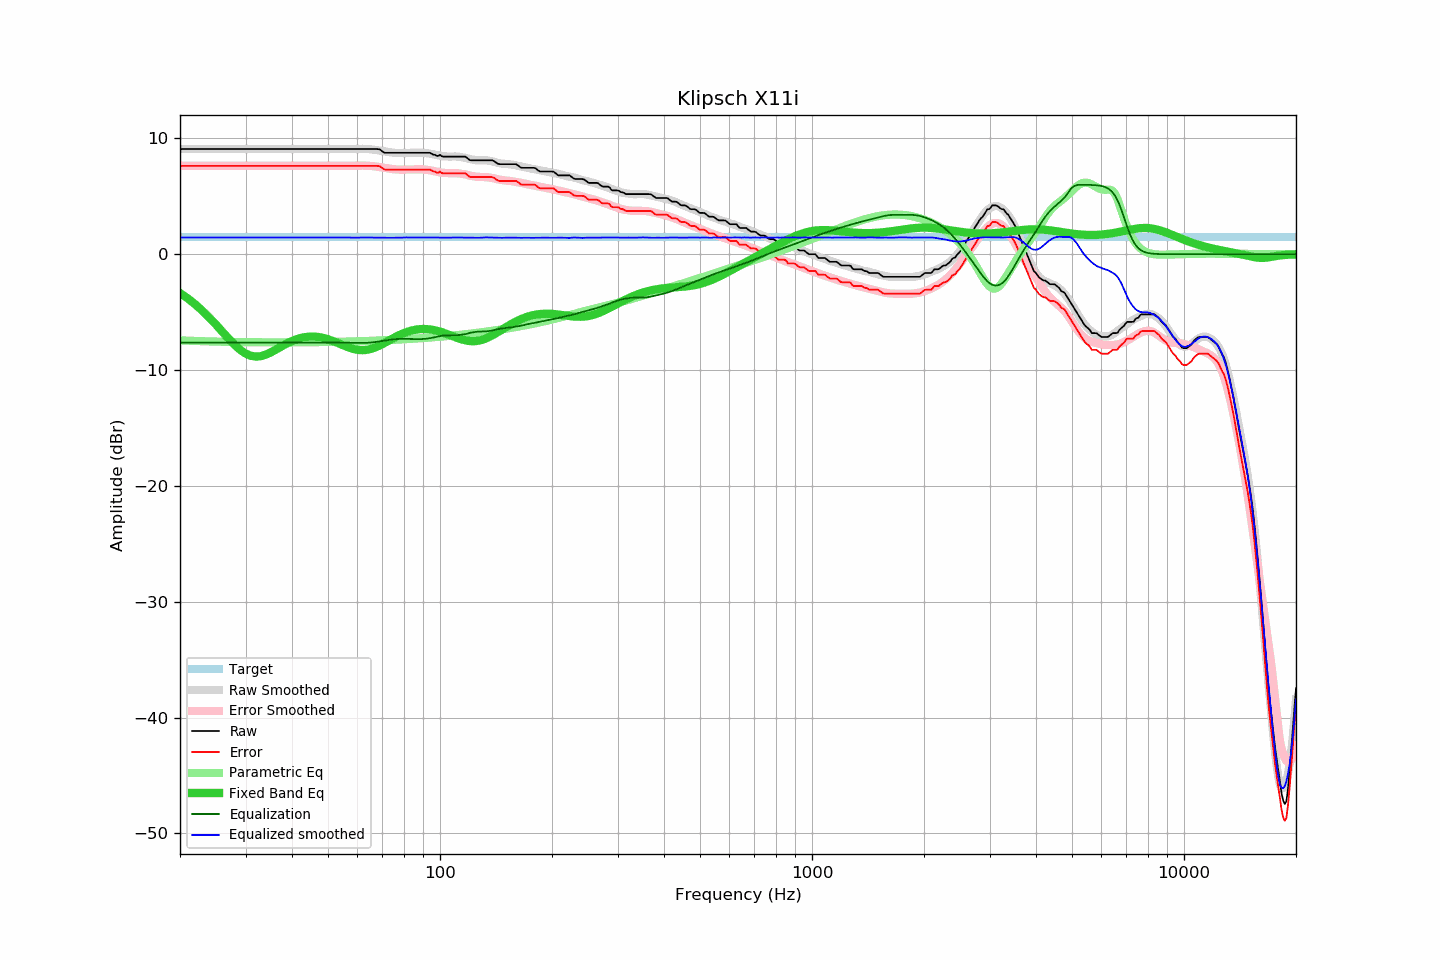 Klipsch X11i
10
0
−10
−20
−30
−40
−50
Amplitude (dBr)
Target
Raw Smoothed
Error Smoothed
Raw
Error
Parametric Eq
Fixed Band Eq
Equalization
Equalized smoothed
100 1000 10000
Frequency (Hz)